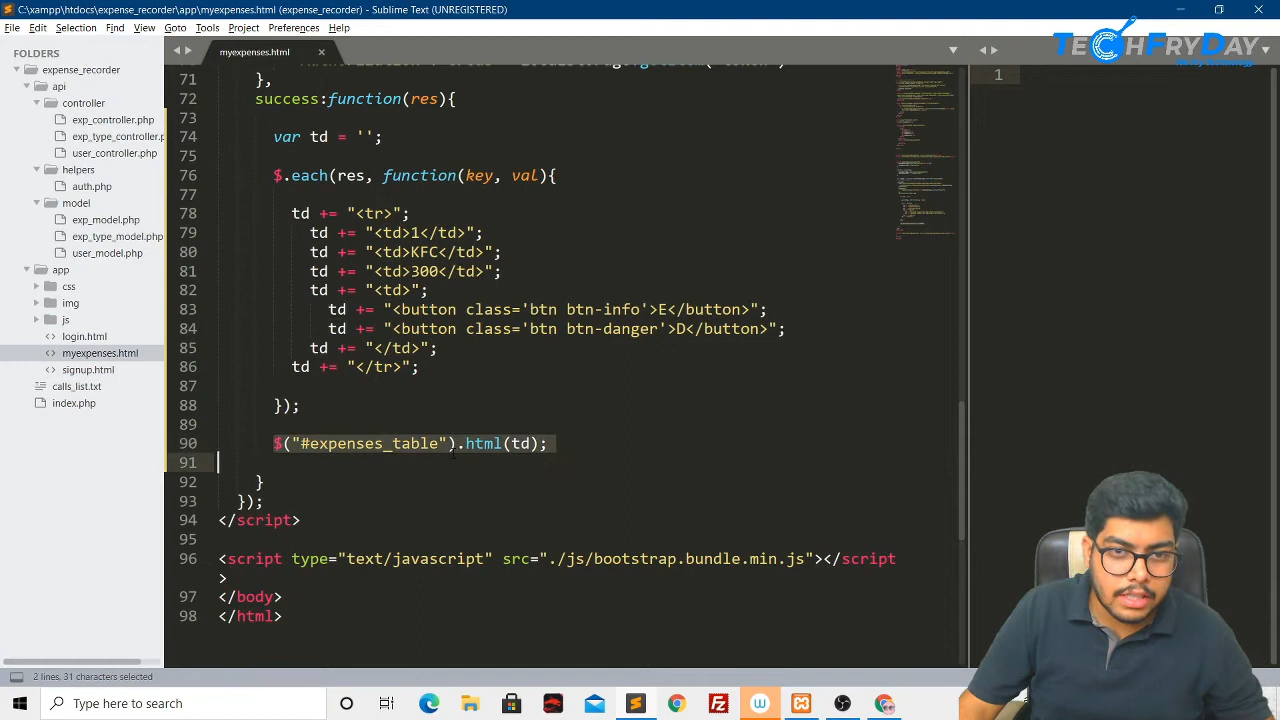 C:\xampp\htdocs\expense_recorder\app\myexpenses.html (expense_recorder) - Sublime Text (UNREGISTERED)
File Edit Selection Find View Goto Tools Project Preferences Help
TECHFRYDAY
FOLDERS
expense_recorder
api
controller
exp_controller.php
exp_type_controller.p
user_controller.php
helpers
auth.php
model
exp_model.php
exp_type_model.php
user_model.php
app
css
img
js
login.html
myexpenses.html
signup.html
calls_list.txt
index.php
myexpenses.html
1
71 },
72 success:function(res){
73
74 var td = '';
75
76 $.each(res, function(key, val){
77
78 td += "<tr>";
79 td += "<td>1</td>";
80 td += "<td>KFC</td>";
81 td += "<td>300</td>";
82 td += "<td>";
83 td += "<button class='btn btn-info'>E</button>";
84 td += "<button class='btn btn-danger'>D</button>";
85 td += "</td>";
86 td += "</tr>";
87
88 });
89
90 $("#expenses_table").html(td);
91
92 }
93 });
94 </script>
95
96 <script type="text/javascript" src="./js/bootstrap.bundle.min.js"></script
>
97 </body>
98 </html>
2 lines, 31 characters selected
Type here to search